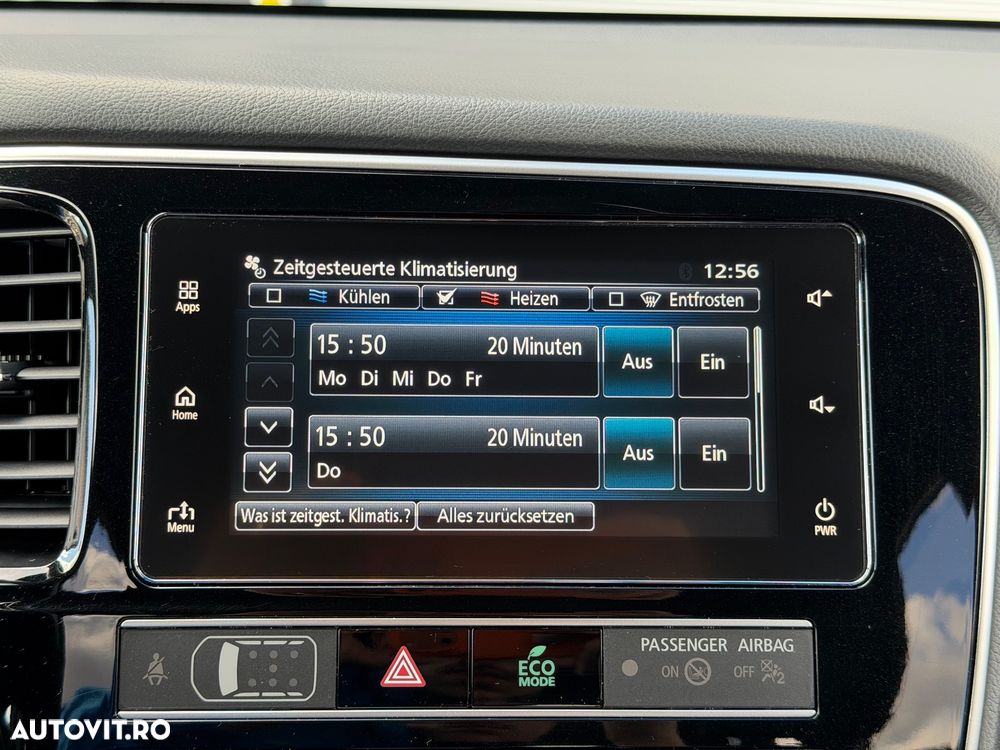 Zeitgesteuerte Klimatisierung 12:56
Kühlen Heizen Entfrosten
Apps
15 : 50 20 Minuten Aus Ein
Mo Di Mi Do Fr
Home
15 : 50 20 Minuten Aus Ein
Do
Menu
Was ist zeitgest. Klimatis.? Alles zurücksetzen
PWR
PASSENGER AIRBAG
ECO
MODE
ON OFF 2
AUTOVIT.RO